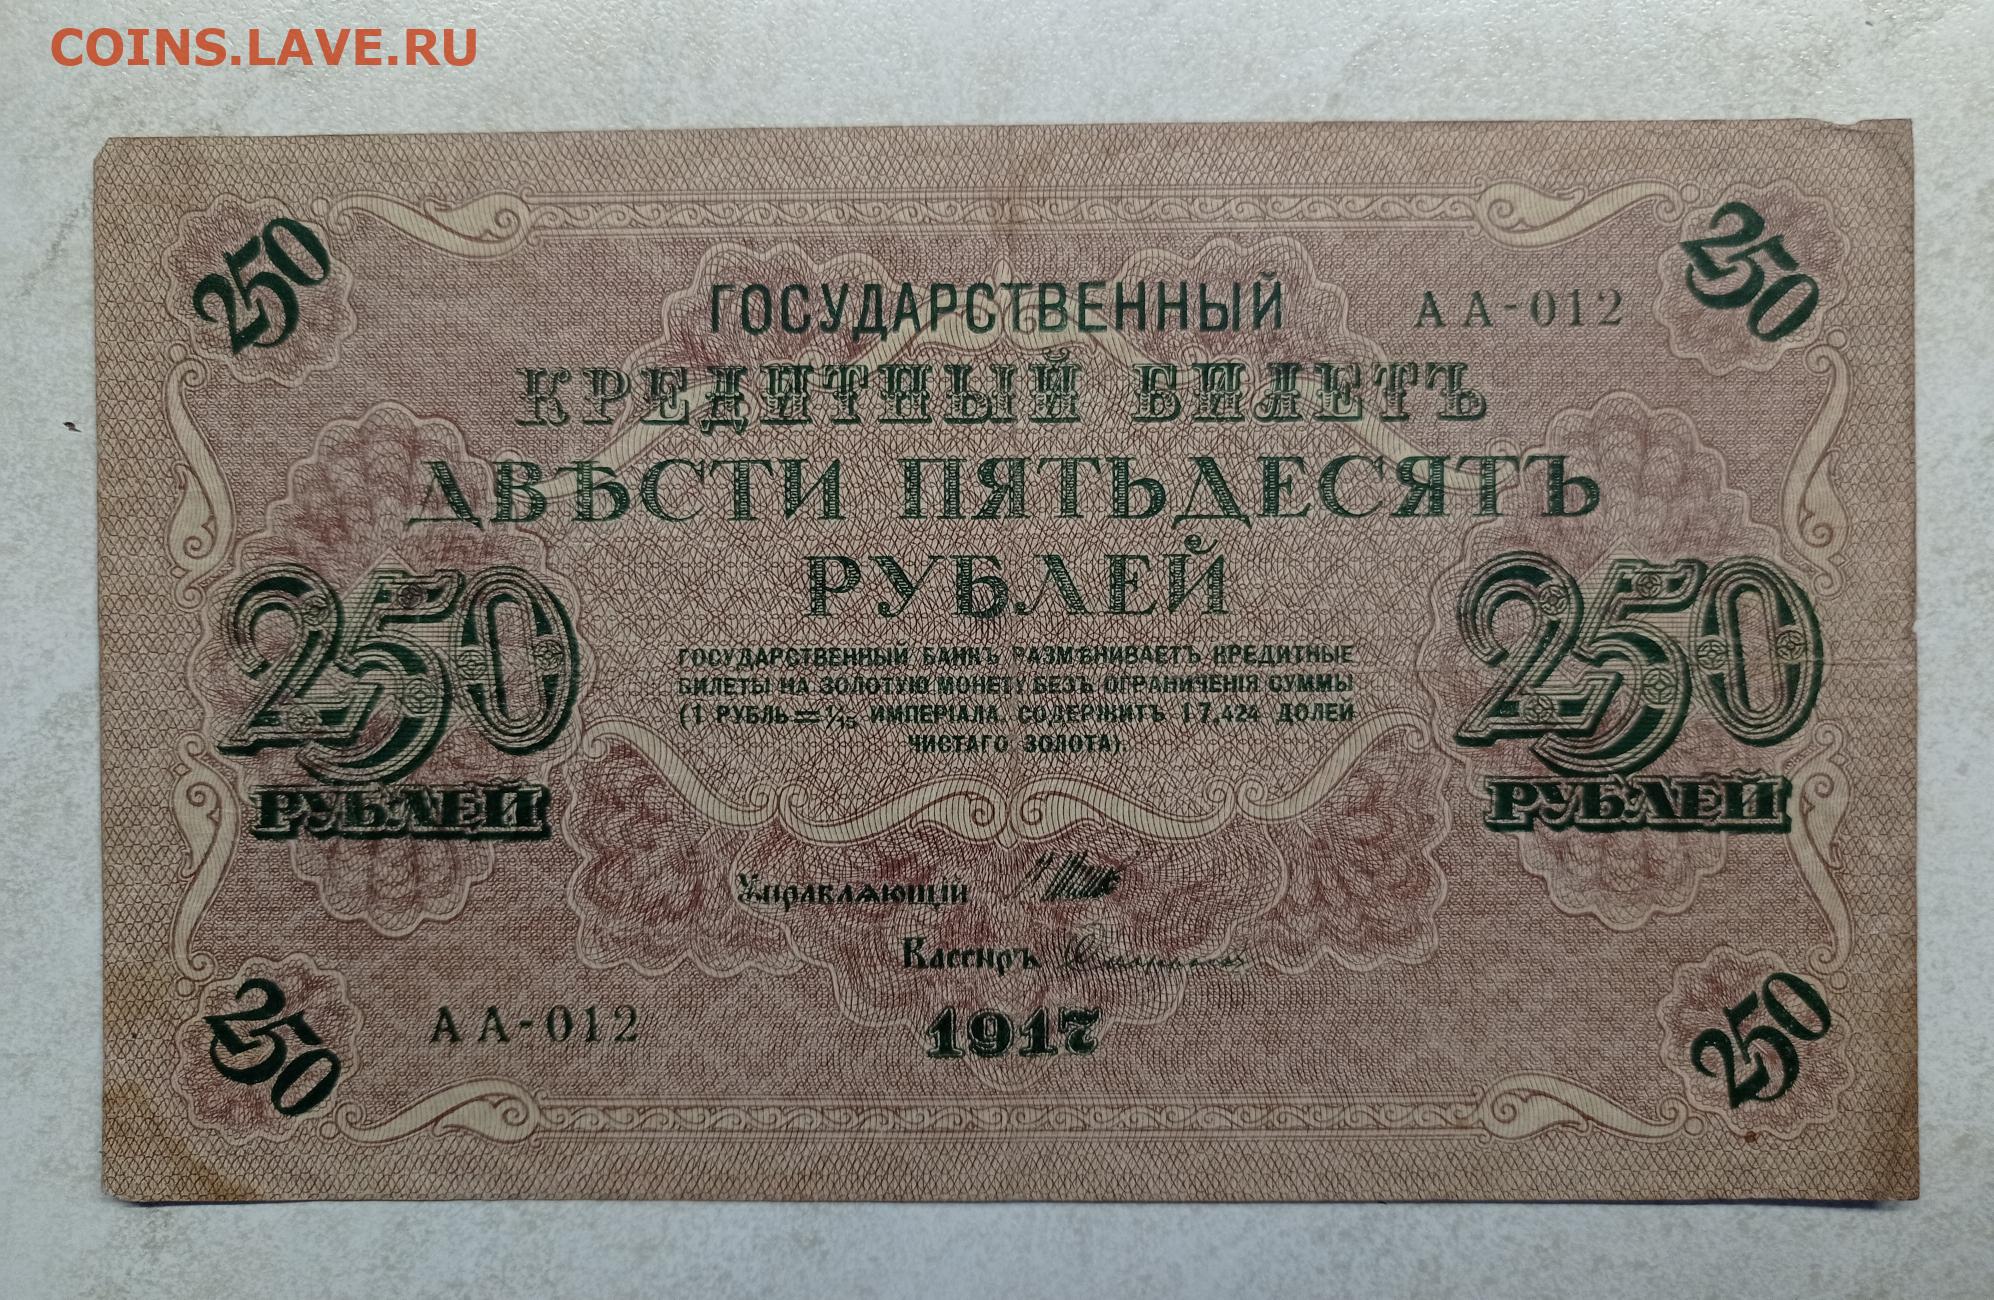 COINS.LAVE.RU
250
250
ГОСУДАРСТВЕННЫЙ
АА-012
КРЕДИТНЫЙ БИЛЕТЪ
ДВѢСТИ ПЯТЬДЕСЯТЪ
РУБЛЕЙ
250
РУБЛЕЙ
ГОСУДАРСТВЕННЫЙ БАНКЪ РАЗМѢНИВАЕТЪ КРЕДИТНЫЕ
БИЛЕТЫ НА ЗОЛОТУЮ МОНЕТУ БЕЗЪ ОГРАНИЧЕНІЯ СУММЫ
(1 РУБЛЬ = 1/15 ИМПЕРІАЛА, СОДЕРЖИТЪ 17,424 ДОЛЕЙ
ЧИСТАГО ЗОЛОТА).
250
РУБЛЕЙ
Управляющій
Кассиръ
АА-012
1917
250
250